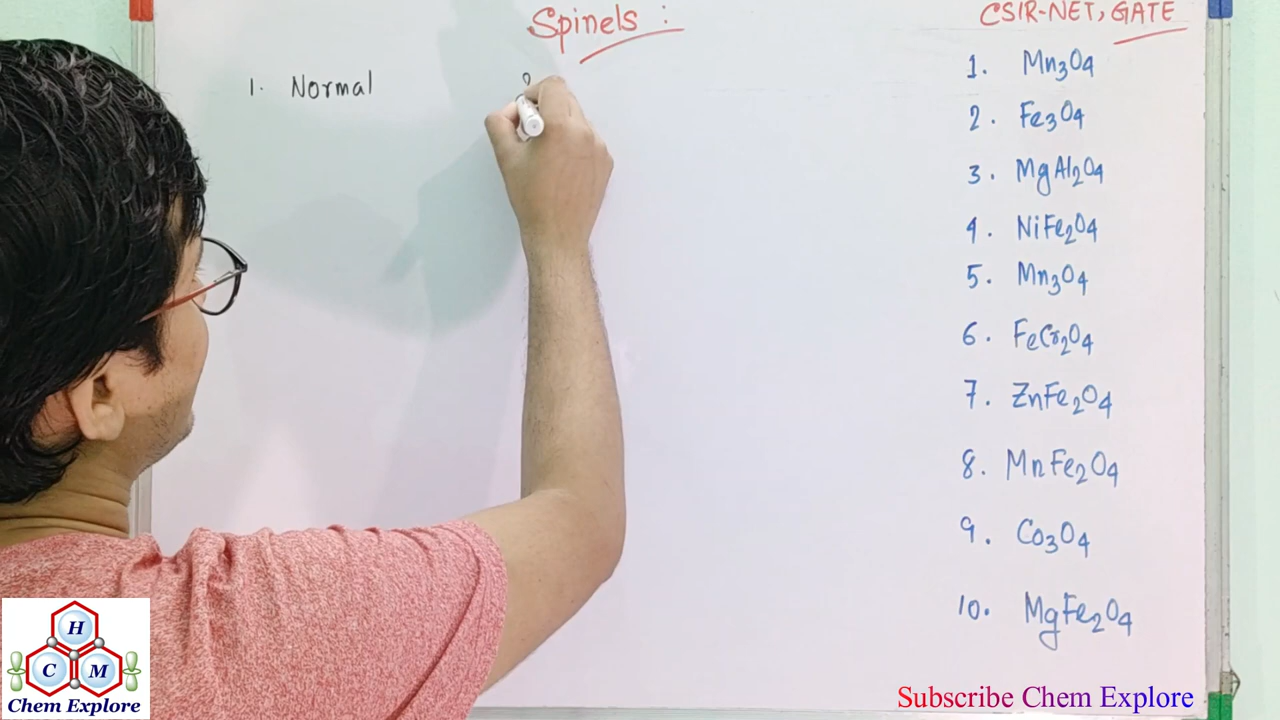 Spinels :
CSIR-NET, GATE
1. Normal
1. Mn₃O₄
2. Fe₃O₄
3. MgAl₂O₄
4. NiFe₂O₄
5. Mn₃O₄
6. FeCr₂O₄
7. ZnFe₂O₄
8. MnFe₂O₄
9. Co₃O₄
10. MgFe₂O₄
H
C M
Chem Explore
Subscribe Chem Explore